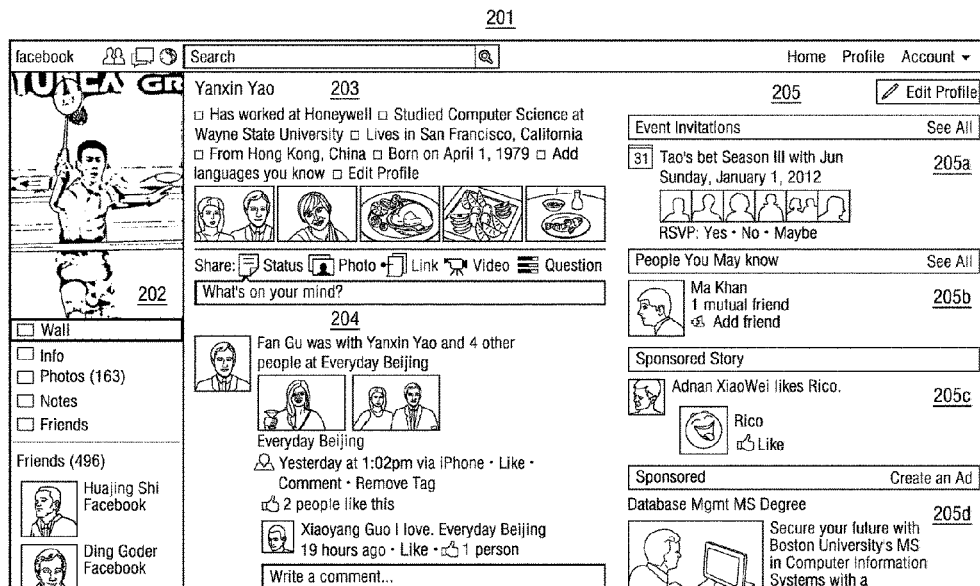 201
facebook Search Home Profile Account
202
Wall
Info
Photos (163)
Notes
Friends
Friends (496)
Huajing Shi
Facebook
Ding Goder
Facebook
Yanxin Yao 203
Has worked at Honeywell Studied Computer Science at
Wayne State University Lives in San Francisco, California
From Hong Kong, China Born on April 1, 1979 Add
languages you know Edit Profile
Share: Status Photo Link Video Question
What's on your mind?
204
Fan Gu was with Yanxin Yao and 4 other
people at Everyday Beijing
Everyday Beijing
Yesterday at 1:02pm via iPhone • Like •
Comment • Remove Tag
2 people like this
Xiaoyang Guo I love. Everyday Beijing
19 hours ago • Like • 1 person
Write a comment...
205 Edit Profile
Event Invitations See All
31 Tao's bet Season III with Jun 205a
Sunday, January 1, 2012
RSVP: Yes • No • Maybe
People You May know See All
Ma Khan 205b
1 mutual friend
Add friend
Sponsored Story
Adnan XiaoWei likes Rico. 205c
Rico
Like
Sponsored Create an Ad
Database Mgmt MS Degree 205d
Secure your future with
Boston University's MS
in Computer Information
Systems with a